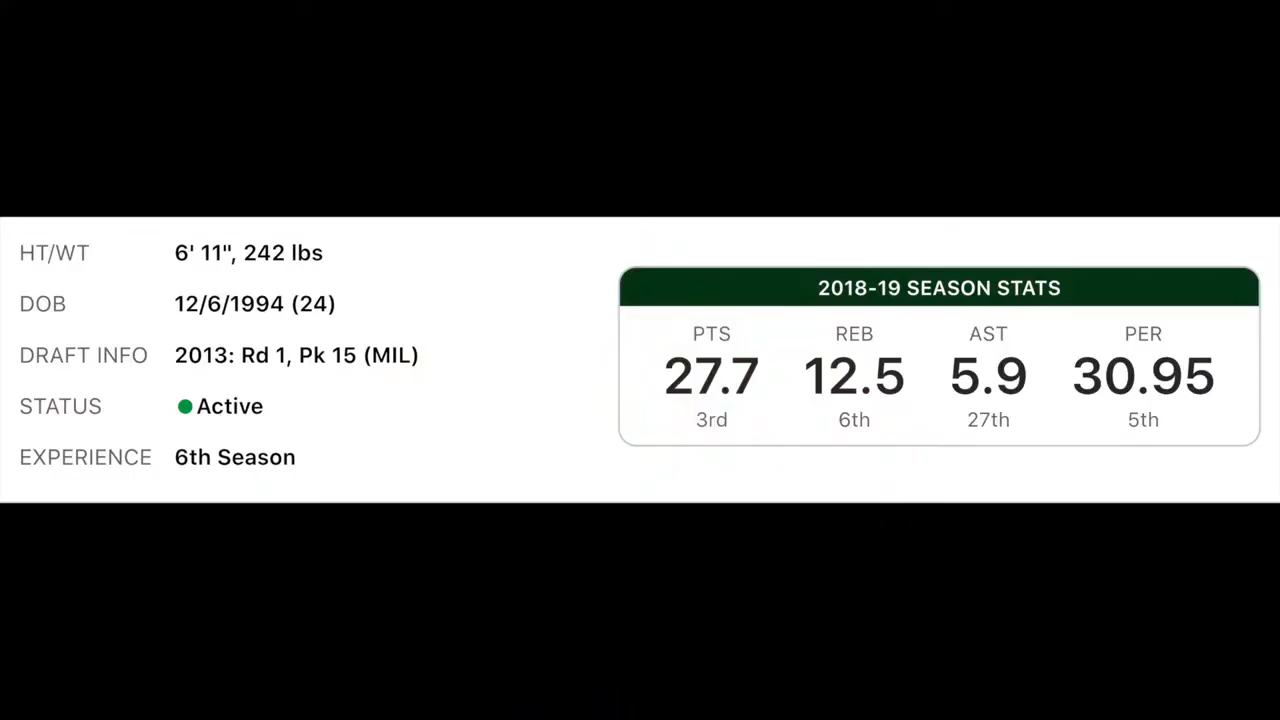 HT/WT 6' 11", 242 lbs
DOB 12/6/1994 (24)
DRAFT INFO 2013: Rd 1, Pk 15 (MIL)
STATUS Active
EXPERIENCE 6th Season
2018-19 SEASON STATS
PTS REB AST PER
27.7 12.5 5.9 30.95
3rd 6th 27th 5th